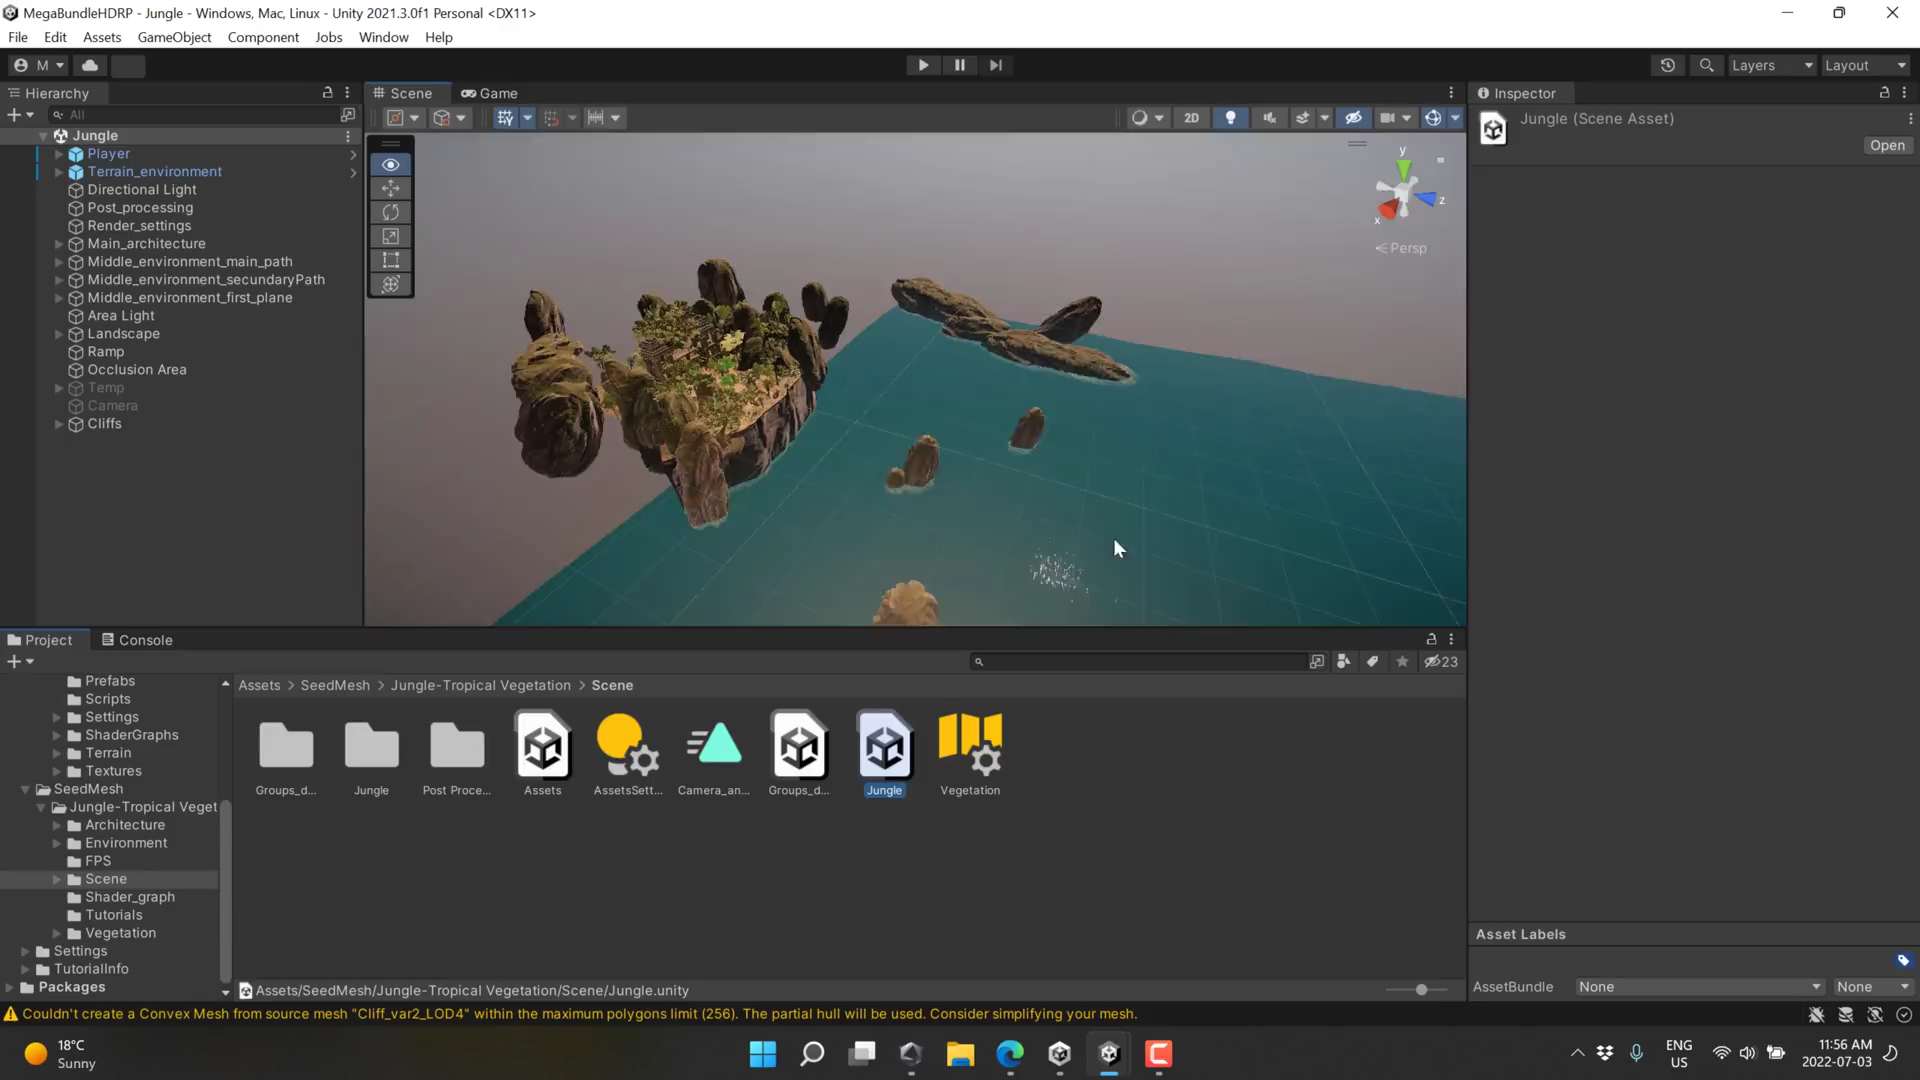 MegaBundleHDRP - Jungle - Windows, Mac, Linux - Unity 2021.3.0f1 Personal <DX11>
File Edit Assets GameObject Component Jobs Window Help
M
Layers
Layout
Hierarchy
All
Jungle
Player
Terrain_environment
Directional Light
Post_processing
Render_settings
Main_architecture
Middle_environment_main_path
Middle_environment_secundaryPath
Middle_environment_first_plane
Area Light
Landscape
Ramp
Occlusion Area
Temp
Camera
Cliffs
Scene
Game
2D
y
z
x
Persp
Inspector
Jungle (Scene Asset)
Open
Project
Console
23
Prefabs
Scripts
Settings
ShaderGraphs
Terrain
Textures
SeedMesh
Jungle-Tropical Veget
Architecture
Environment
FPS
Scene
Shader_graph
Tutorials
Vegetation
Settings
TutorialInfo
Packages
Assets > SeedMesh > Jungle-Tropical Vegetation > Scene
Groups_d...
Jungle
Post Proce...
Assets
AssetsSett...
Camera_an...
Groups_d...
Jungle
Vegetation
Assets/SeedMesh/Jungle-Tropical Vegetation/Scene/Jungle.unity
Asset Labels
AssetBundle
None
None
Couldn't create a Convex Mesh from source mesh "Cliff_var2_LOD4" within the maximum polygons limit (256). The partial hull will be used. Consider simplifying your mesh.
18°C
Sunny
ENG
US
11:56 AM
2022-07-03